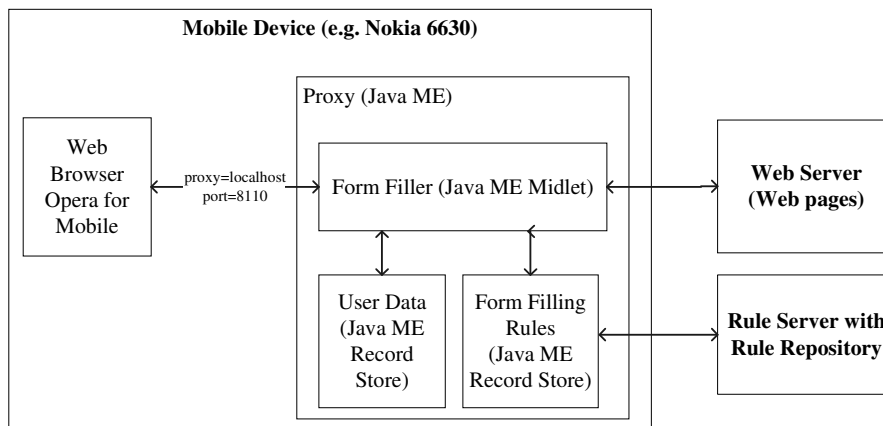 Mobile Device (e.g. Nokia 6630)
Proxy (Java ME)
Web
Browser
Opera for
Mobile
proxy=localhost
port=8110
Form Filler (Java ME Midlet)
Web Server
(Web pages)
User Data
(Java ME
Record
Store)
Form Filling
Rules
(Java ME
Record Store)
Rule Server with
Rule Repository